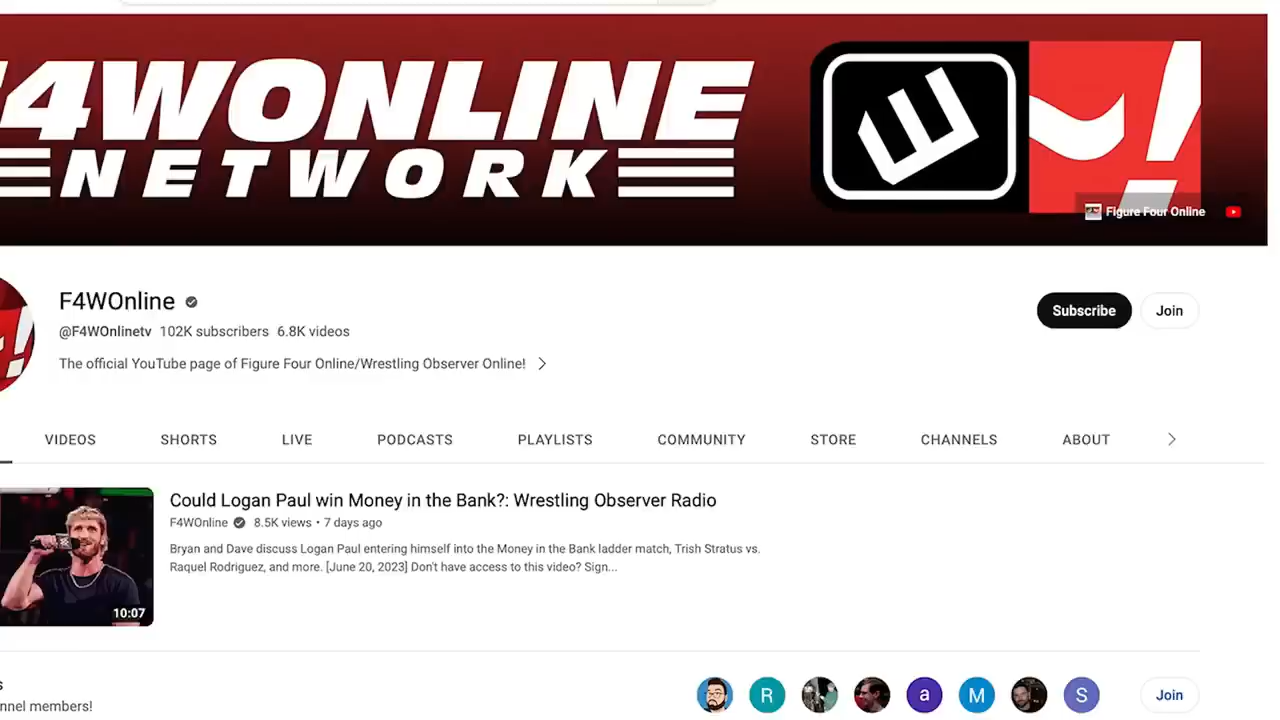 F4WONLINE
NETWORK
Figure Four Online
F4WOnline
@F4WOnlinetv 102K subscribers 6.8K videos
The official YouTube page of Figure Four Online/Wrestling Observer Online!
Subscribe
Join
VIDEOS SHORTS LIVE PODCASTS PLAYLISTS COMMUNITY STORE CHANNELS ABOUT
Could Logan Paul win Money in the Bank?: Wrestling Observer Radio
F4WOnline 8.5K views • 7 days ago
Bryan and Dave discuss Logan Paul entering himself into the Money in the Bank ladder match, Trish Stratus vs.
Raquel Rodriguez, and more. [June 20, 2023] Don't have access to this video? Sign...
10:07
s
nnel members!
R a M S
Join